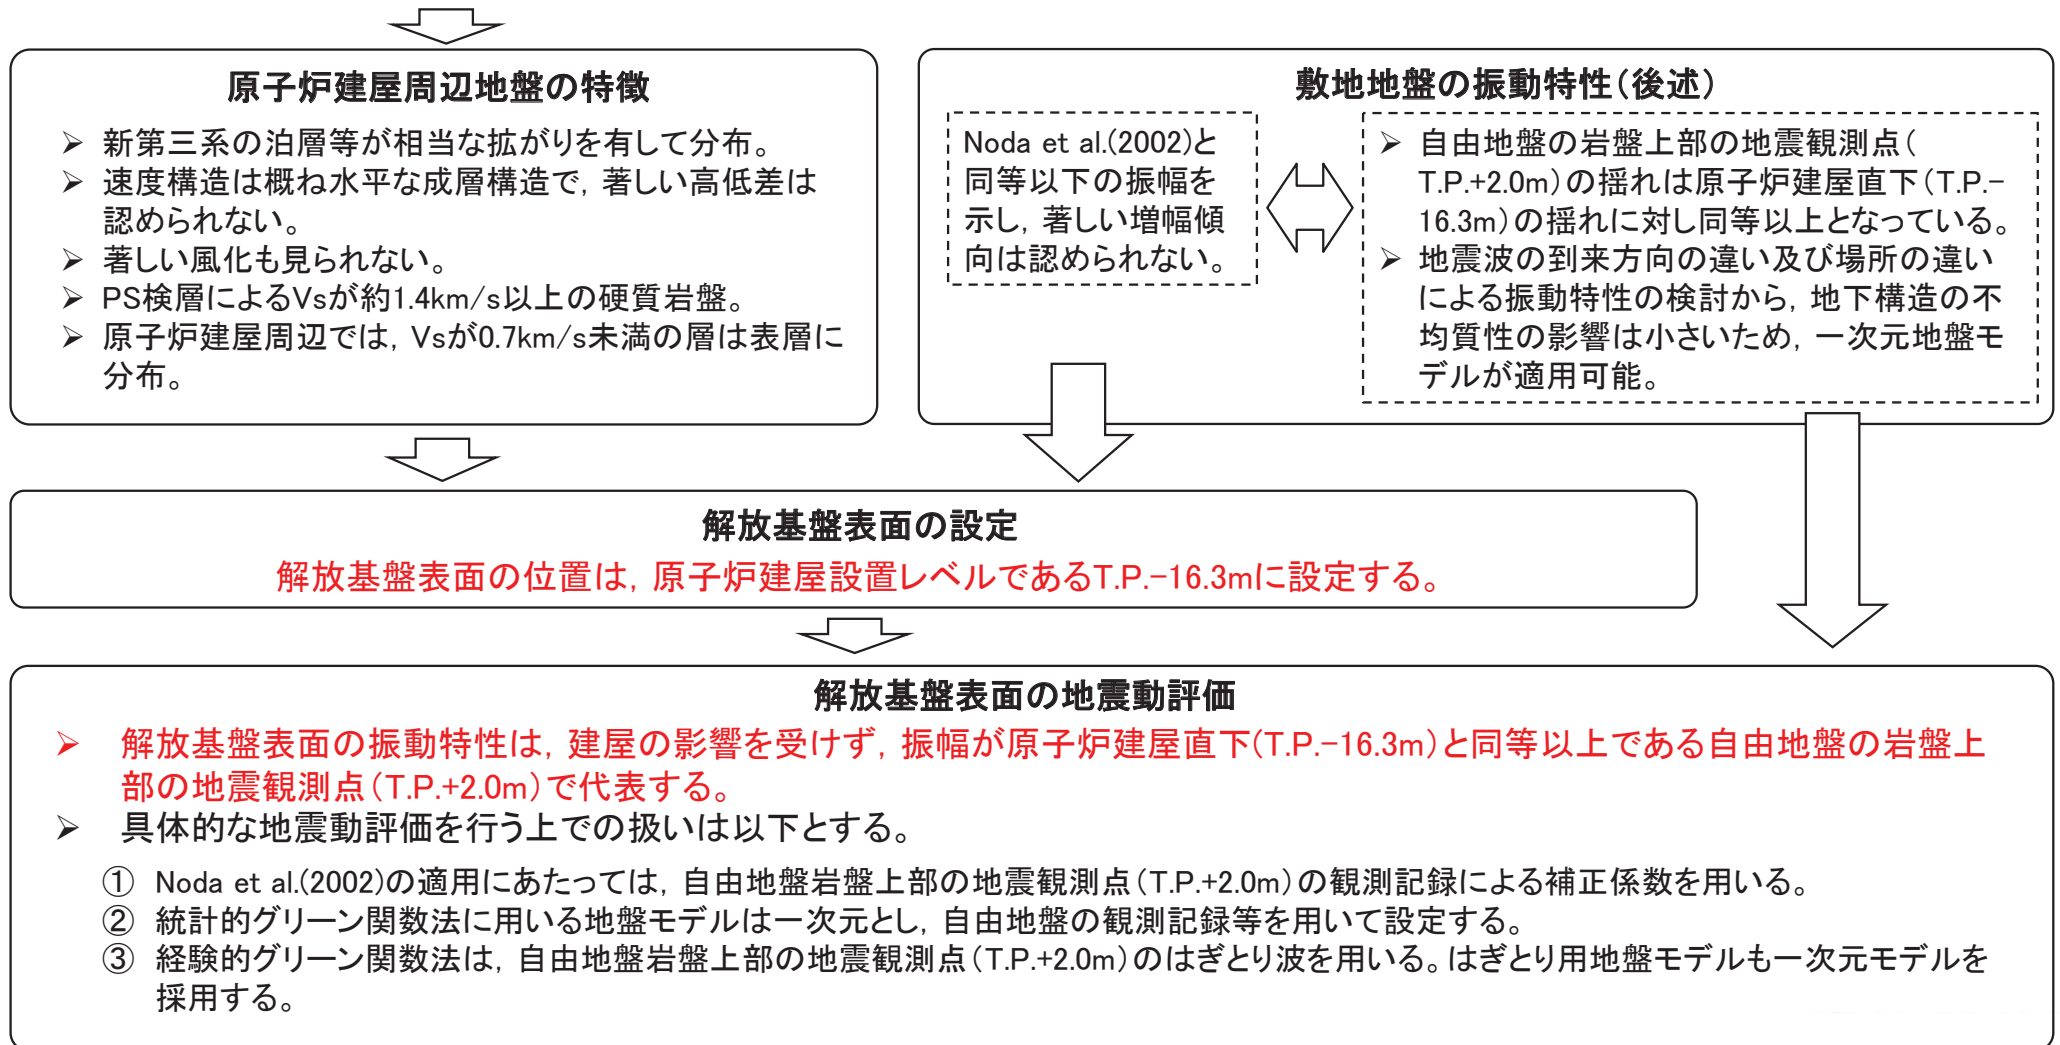 原子炉建屋周辺地盤の特徴
➢ 新第三系の泊層等が相当な拡がりを有して分布。
➢ 速度構造は概ね水平な成層構造で，著しい高低差は
認められない。
➢ 著しい風化も見られない。
➢ PS検層によるVsが約1.4km/s以上の硬質岩盤。
➢ 原子炉建屋周辺では，Vsが0.7km/s未満の層は表層に
分布。
敷地地盤の振動特性（後述）
Noda et al.(2002)と
同等以下の振幅を
示し，著しい増幅傾
向は認められない。
➢ 自由地盤の岩盤上部の地震観測点（
T.P.+2.0m）の揺れは原子炉建屋直下（T.P.−
16.3m）の揺れに対し同等以上となっている。
➢ 地震波の到来方向の違い及び場所の違い
による振動特性の検討から，地下構造の不
均質性の影響は小さいため，一次元地盤モ
デルが適用可能。
解放基盤表面の設定
解放基盤表面の位置は，原子炉建屋設置レベルであるT.P.−16.3mに設定する。
解放基盤表面の地震動評価
➢ 解放基盤表面の振動特性は，建屋の影響を受けず，振幅が原子炉建屋直下(T.P.−16.3m)と同等以上である自由地盤の岩盤上
部の地震観測点（T.P.+2.0m）で代表する。
➢ 具体的な地震動評価を行う上での扱いは以下とする。
① Noda et al.(2002)の適用にあたっては，自由地盤岩盤上部の地震観測点（T.P.+2.0m）の観測記録による補正係数を用いる。
② 統計的グリーン関数法に用いる地盤モデルは一次元とし，自由地盤の観測記録等を用いて設定する。
③ 経験的グリーン関数法は，自由地盤岩盤上部の地震観測点（T.P.+2.0m）のはぎとり波を用いる。はぎとり用地盤モデルも一次元モデルを
採用する。